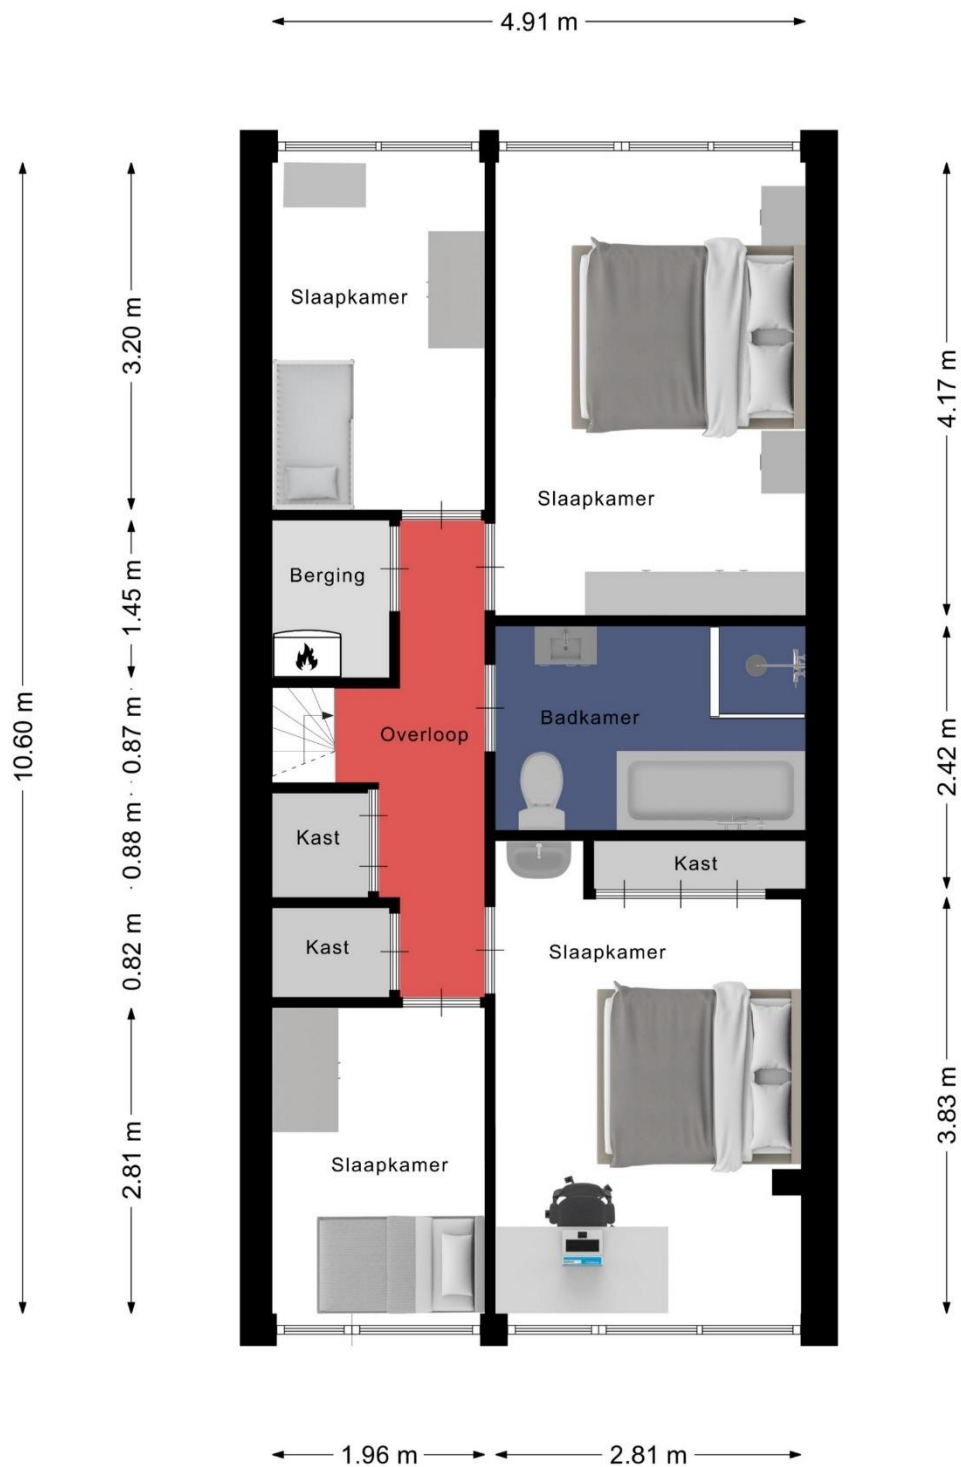 4.91 m
Slaapkamer
3.20 m
4.17 m
Slaapkamer
Berging
1.45 m
10.60 m
0.87 m
Overloop
Badkamer
2.42 m
0.88 m
Kast
Kast
0.82 m
Kast
Slaapkamer
2.81 m
Slaapkamer
3.83 m
1.96 m
2.81 m